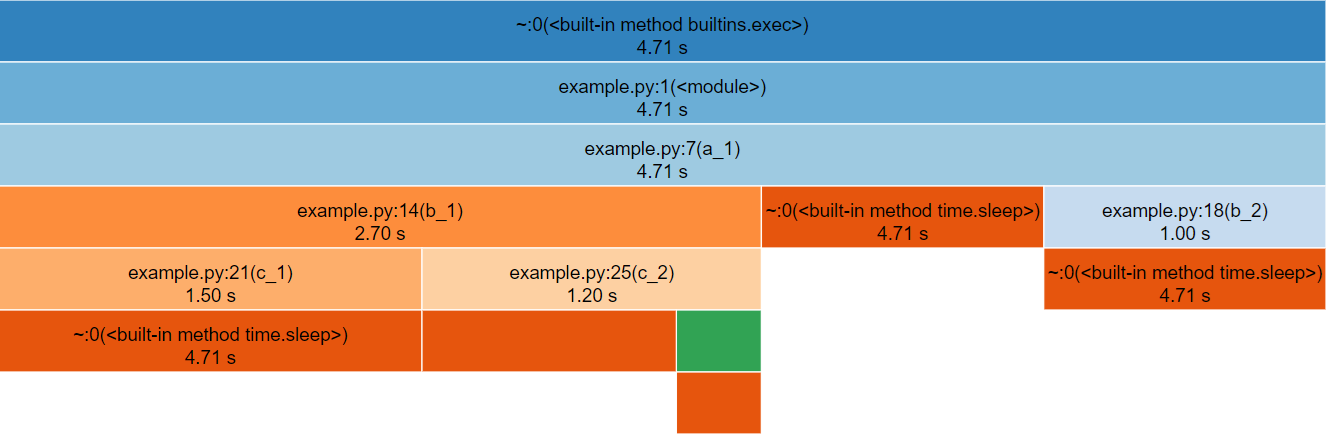 ~:0(<built-in method builtins.exec>)
4.71 s
example.py:1(<module>)
4.71 s
example.py:7(a_1)
4.71 s
example.py:14(b_1)
2.70 s
~:0(<built-in method time.sleep>)
4.71 s
example.py:18(b_2)
1.00 s
example.py:21(c_1)
1.50 s
example.py:25(c_2)
1.20 s
~:0(<built-in method time.sleep>)
4.71 s
~:0(<built-in method time.sleep>)
4.71 s